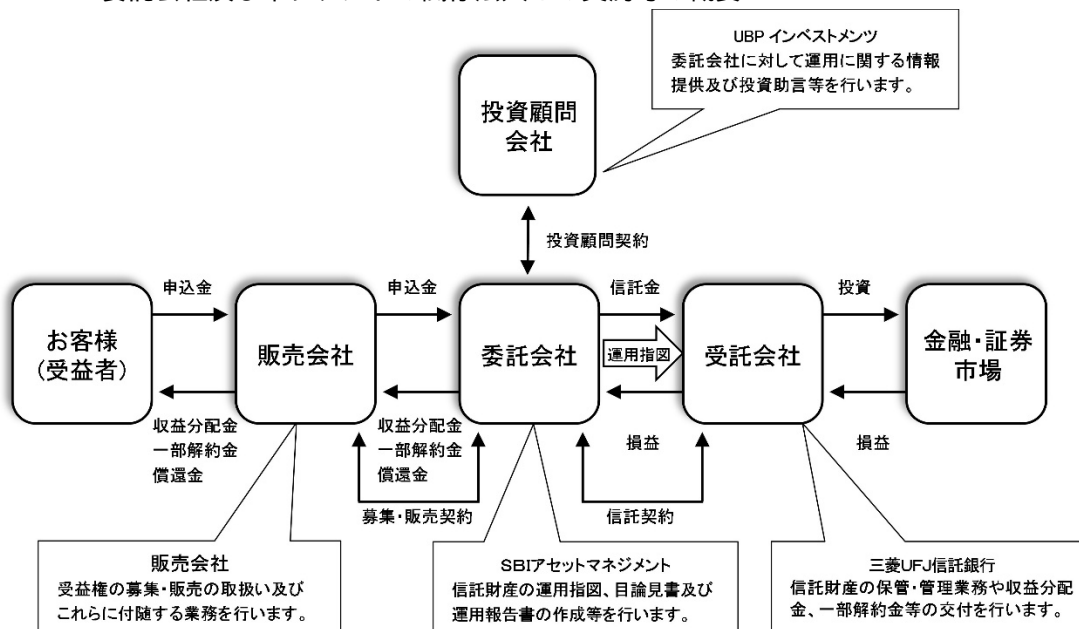 UBP インベストメンツ
委託会社に対して運用に関する情報
提供及び投資助言等を行います。
投資顧問
会社
投資顧問契約
申込金
申込金
信託金
投資
お客様
(受益者)
販売会社
委託会社
運用指図
受託会社
金融・証券
市場
収益分配金
一部解約金
償還金
収益分配金
一部解約金
償還金
損益
損益
募集・販売契約
信託契約
販売会社
受益権の募集・販売の取扱い及び
これらに付随する業務を行います。
SBIアセットマネジメント
信託財産の運用指図、目論見書及び
運用報告書の作成等を行います。
三菱UFJ信託銀行
信託財産の保管・管理業務や収益分配
金、一部解約金等の交付を行います。